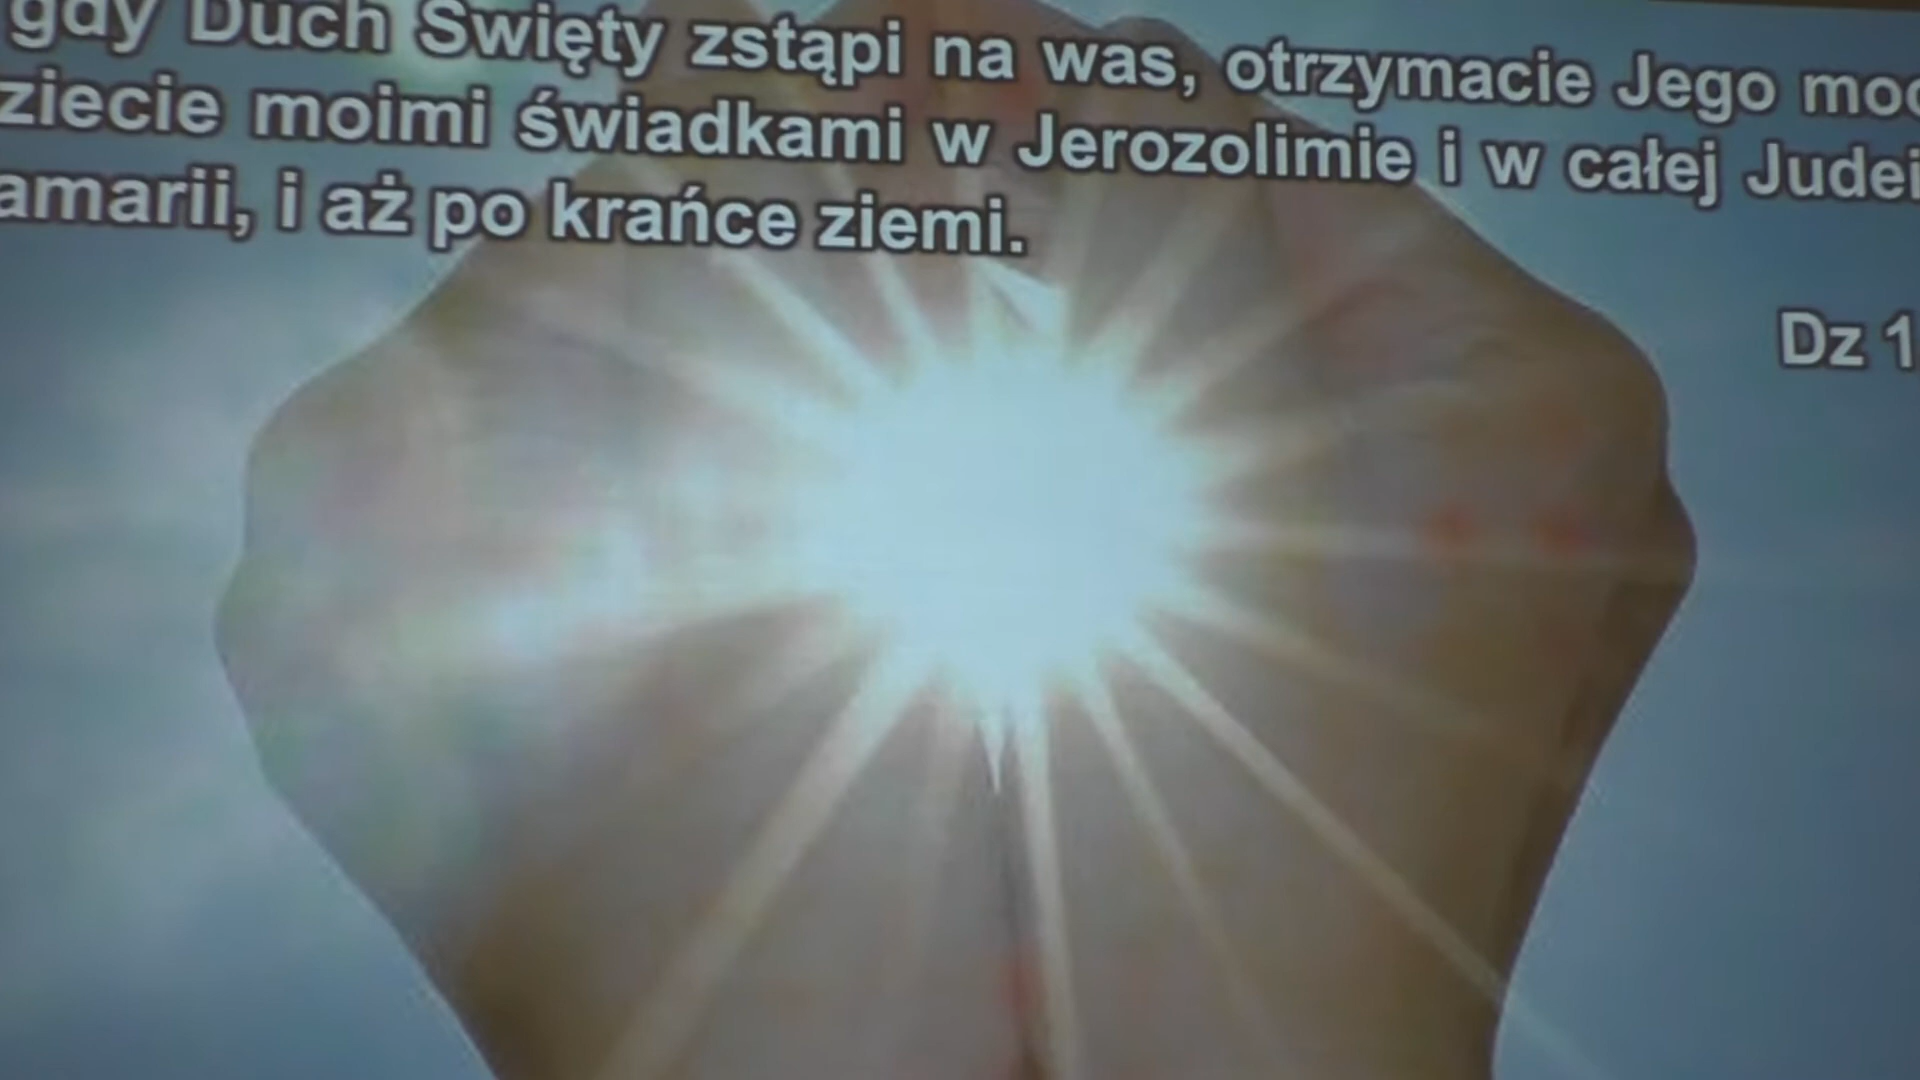 gdy Duch Święty zstąpi na was, otrzymacie Jego moc
ziecie moimi świadkami w Jerozolimie i w całej Judei
amarii, i aż po krańce ziemi.
Dz 1